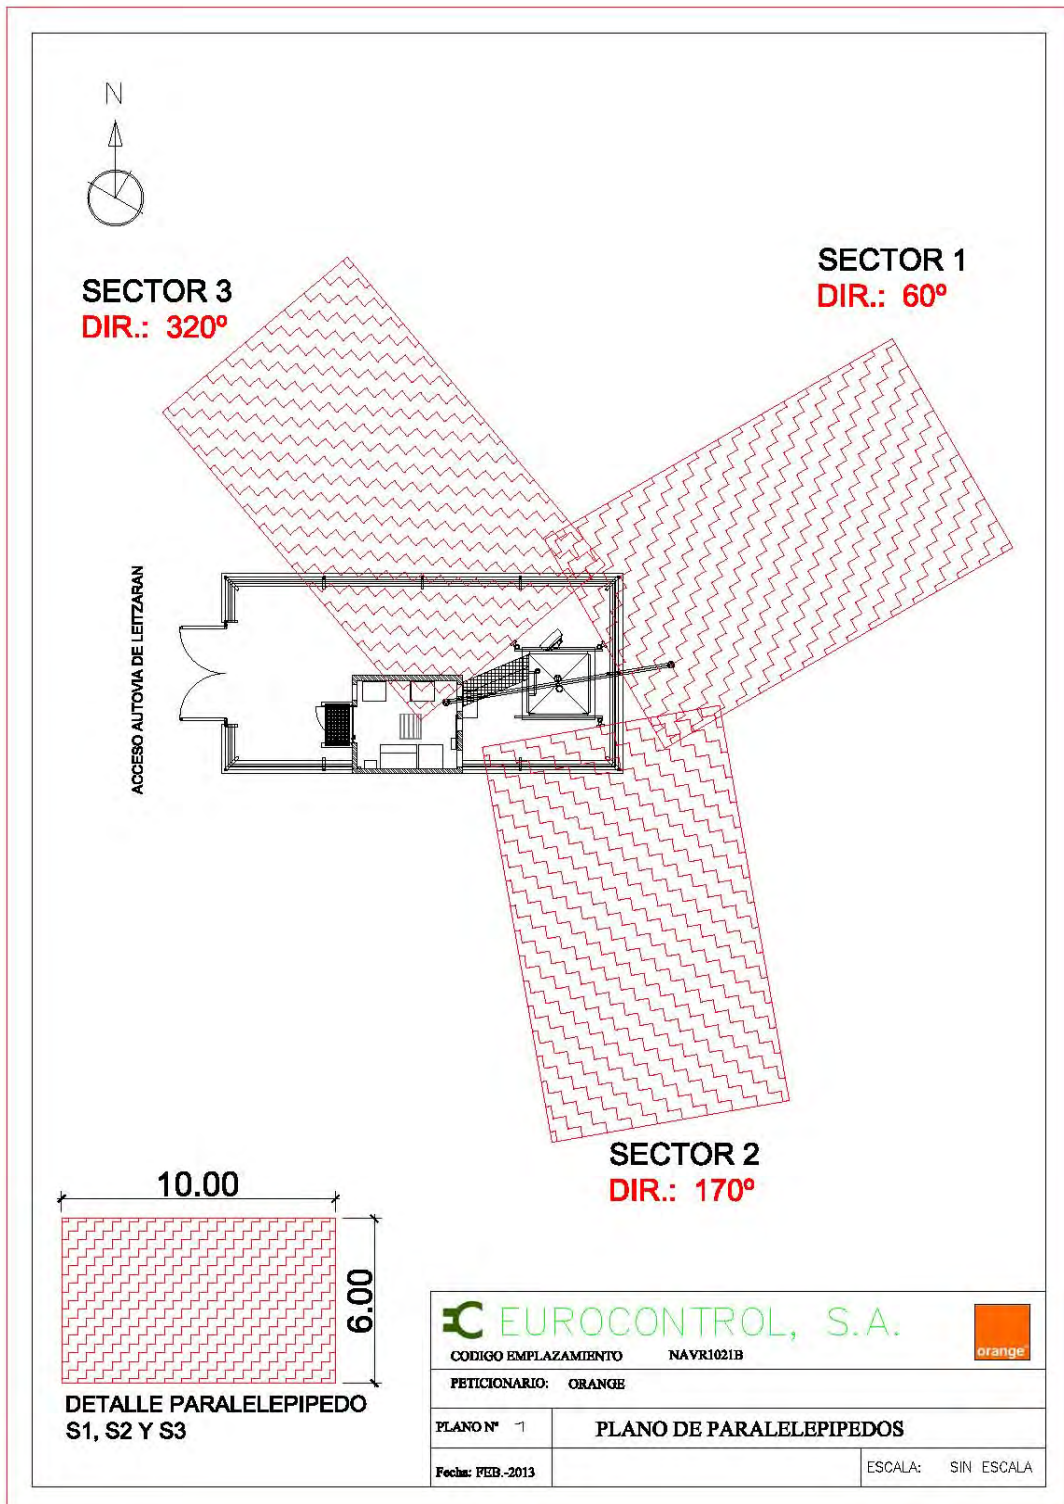 N
SECTOR 1
DIR.: 60º
SECTOR 3
DIR.: 320º
ACCESO AUTOVIA DE LEITZARAN
SECTOR 2
DIR.: 170º
10.00
6.00
DETALLE PARALELEPIPEDO
S1, S2 Y S3
EUROCONTROL, S.A.
orange
CODIGO EMPLAZAMIENTO NAVR1021B
PETICIONARIO: ORANGE
PLANO Nº 7 PLANO DE PARALELEPIPEDOS
Fecha: FEB.-2013 ESCALA: SIN ESCALA